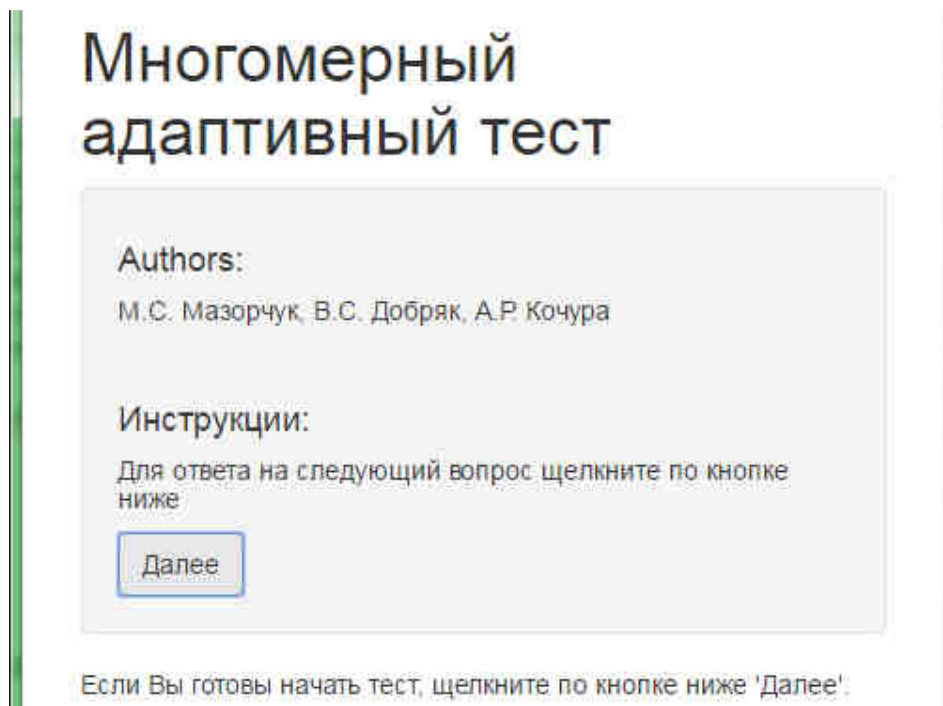 Многомерный
адаптивный тест
Authors:
М.С. Мазорчук, В.С. Добряк, А.Р. Кочура
Инструкции:
Для ответа на следующий вопрос щелкните по кнопке
ниже
Далее
Если Вы готовы начать тест, щелкните по кнопке ниже 'Далее'.